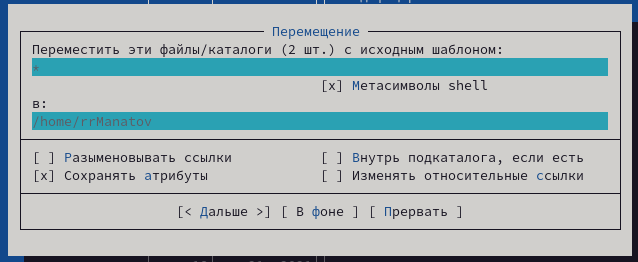 Перемещение
Переместить эти файлы/каталоги (2 шт.) с исходным шаблоном:
*
[x] Метасимволы shell
в:
/home/rrManatov
[ ] Разыменовывать ссылки [ ] Внутрь подкаталога, если есть
[x] Сохранять атрибуты [ ] Изменять относительные ссылки
[< Дальше >] [ В фоне ] [ Прервать ]